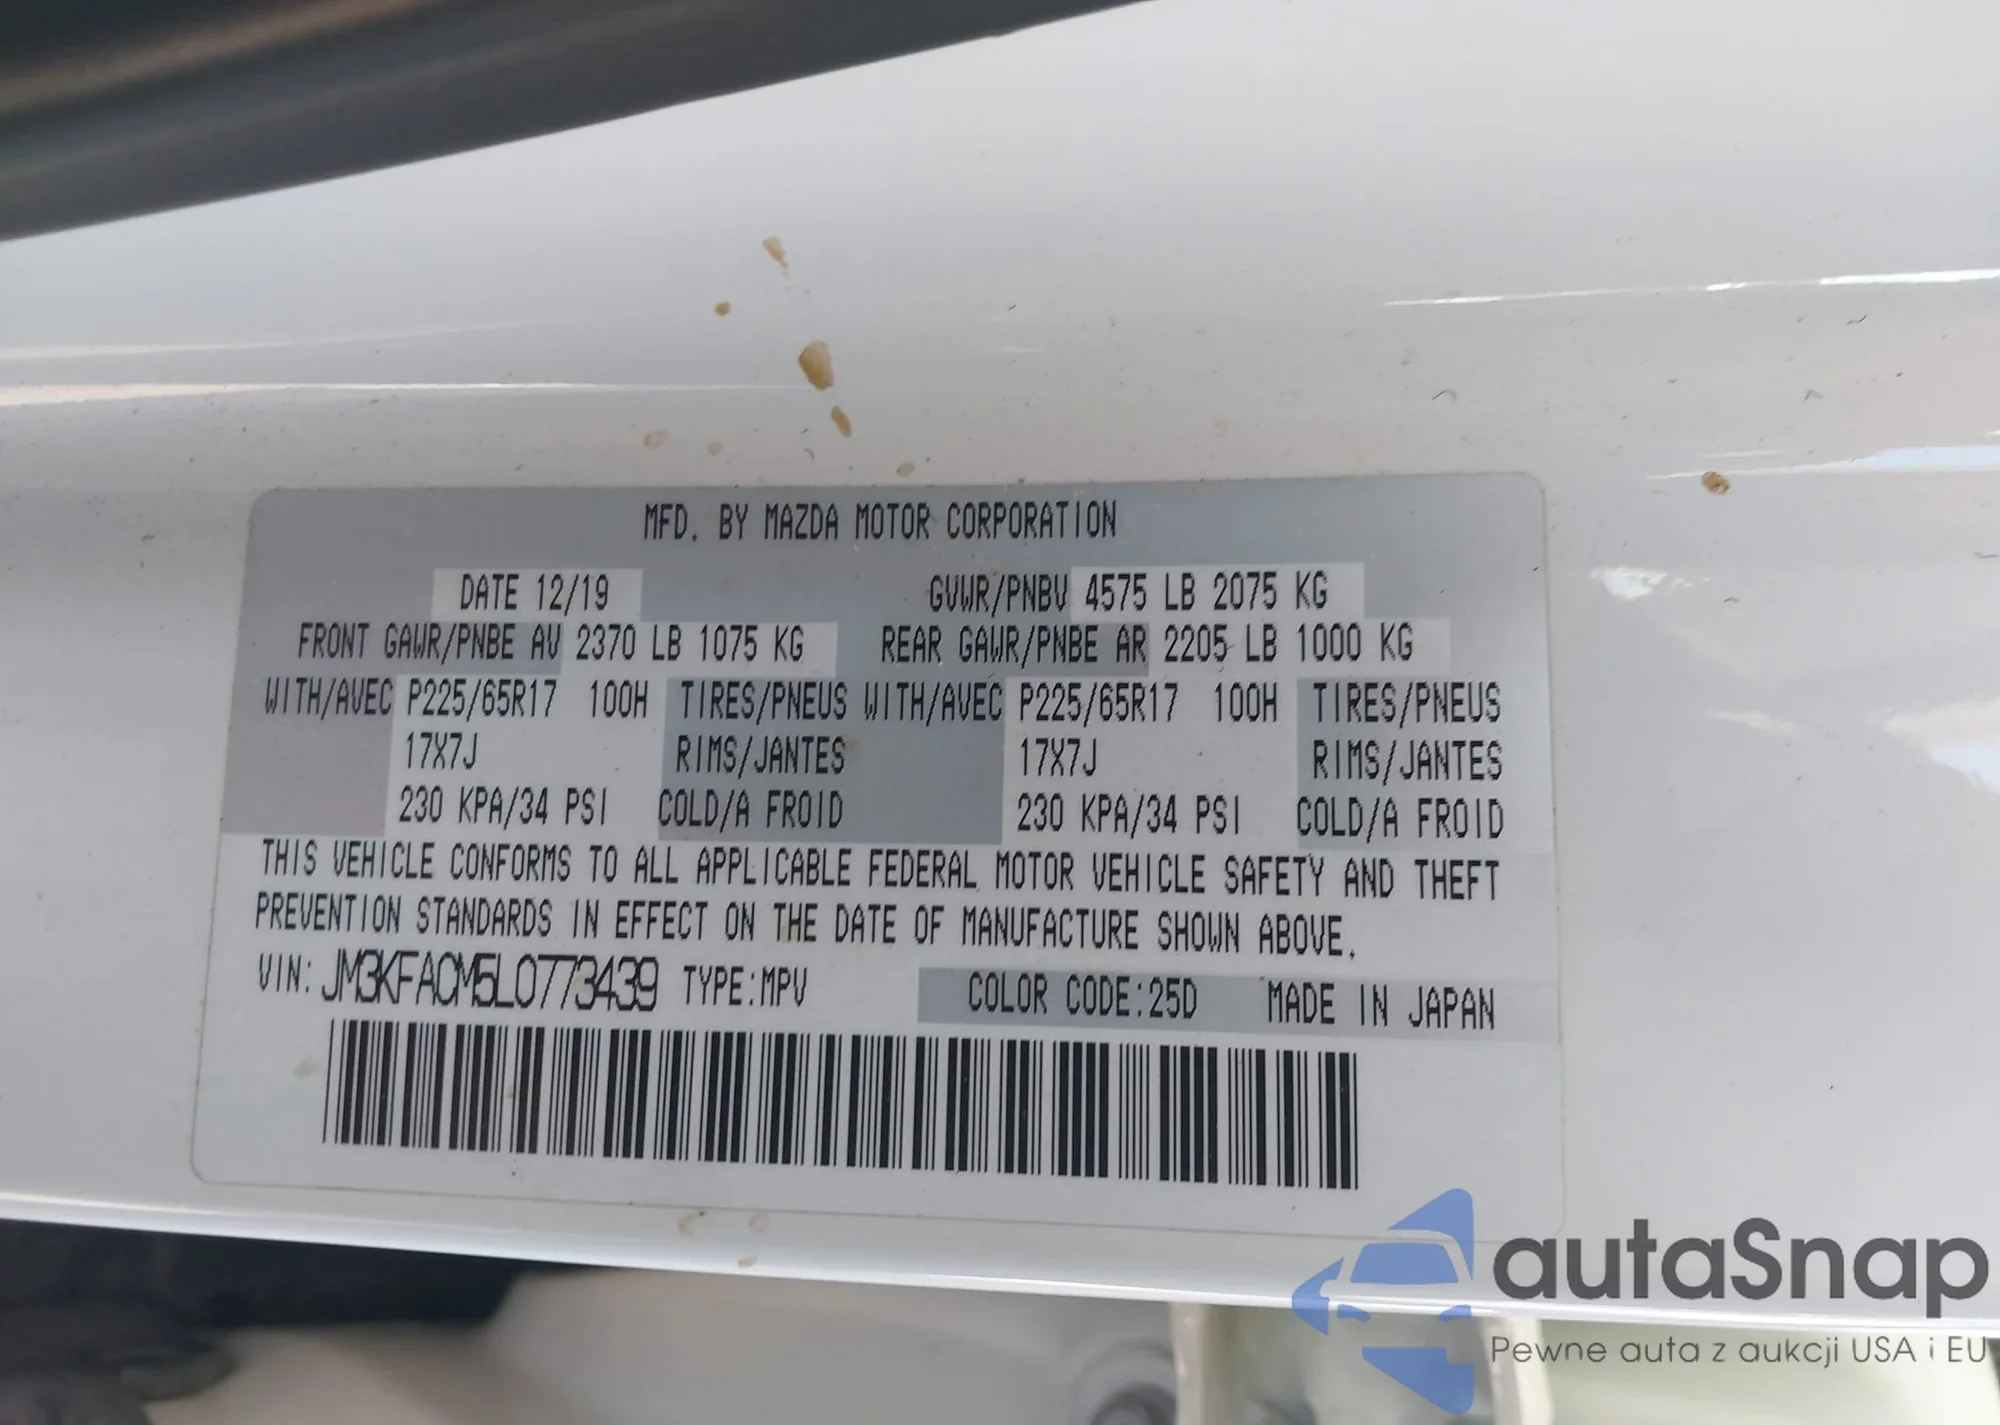 MFD. BY MAZDA MOTOR CORPORATION
DATE 12/19 GVWR/PNBV 4575 LB 2075 KG
FRONT GAWR/PNBE AV 2370 LB 1075 KG REAR GAWR/PNBE AR 2205 LB 1000 KG
WITH/AVEC P225/65R17 100H TIRES/PNEUS WITH/AVEC P225/65R17 100H TIRES/PNEUS
17X7J RIMS/JANTES 17X7J RIMS/JANTES
230 KPA/34 PSI COLD/A FROID 230 KPA/34 PSI COLD/A FROID
THIS VEHICLE CONFORMS TO ALL APPLICABLE FEDERAL MOTOR VEHICLE SAFETY AND THEFT
PREVENTION STANDARDS IN EFFECT ON THE DATE OF MANUFACTURE SHOWN ABOVE.
VIN: JM3KFACM5L0773439 TYPE:MPV COLOR CODE:25D MADE IN JAPAN
autaSnap
Pewne auta z aukcji USA i EU